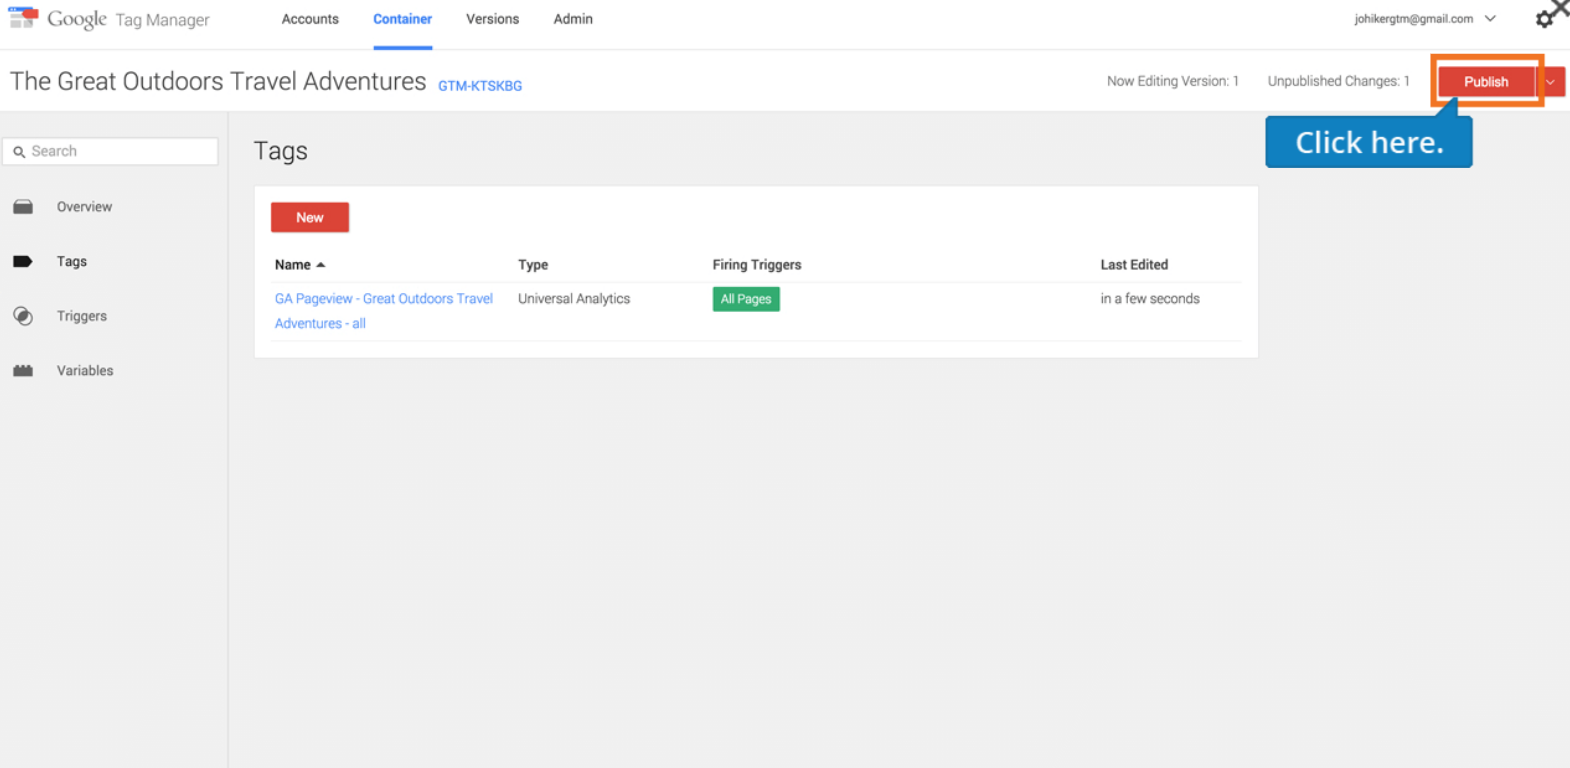 Google Tag Manager
Accounts
Container
Versions
Admin
johikergtm@gmail.com
The Great Outdoors Travel Adventures GTM-KTSKBG
Now Editing Version: 1
Unpublished Changes: 1
Publish
Click here.
Search
Overview
Tags
Triggers
Variables
Tags
New
Name
Type
Firing Triggers
Last Edited
GA Pageview - Great Outdoors Travel
Adventures - all
Universal Analytics
All Pages
in a few seconds